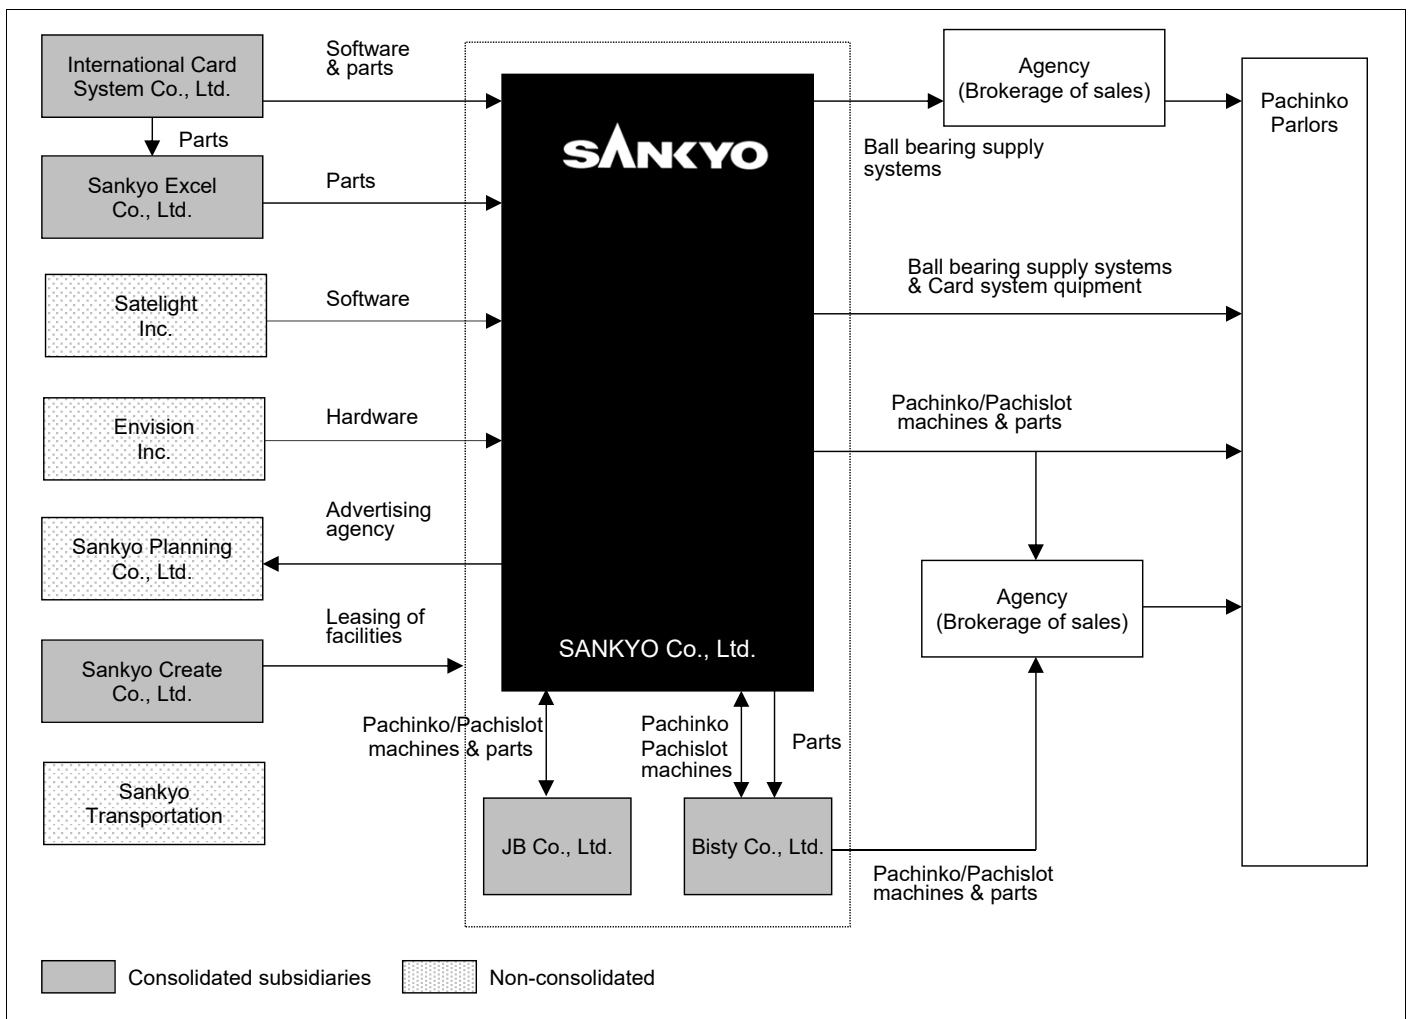 International Card
System Co., Ltd.
Software
& parts
Parts
Sankyo Excel
Co., Ltd.
Parts
Satelight
Inc.
Software
Envision
Inc.
Hardware
Sankyo Planning
Co., Ltd.
Advertising
agency
Sankyo Create
Co., Ltd.
Leasing of
facilities
Sankyo
Transportation
SANKYO
SANKYO Co., Ltd.
Pachinko/Pachislot
machines & parts
Pachinko
Pachislot
machines
Parts
JB Co., Ltd.
Bisty Co., Ltd.
Agency
(Brokerage of sales)
Ball bearing supply
systems
Ball bearing supply systems
& Card system quipment
Pachinko/Pachislot
machines & parts
Agency
(Brokerage of sales)
Pachinko/Pachislot
machines & parts
Pachinko
Parlors
Consolidated subsidiaries
Non-consolidated